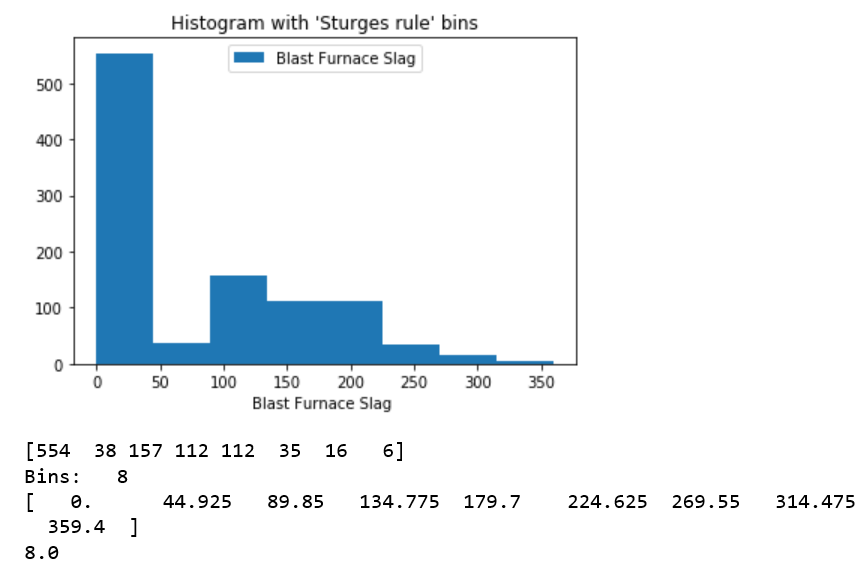 Histogram with 'Sturges rule' bins
Blast Furnace Slag
500
400
300
200
100
0
0 50 100 150 200 250 300 350
Blast Furnace Slag
[554 38 157 112 112 35 16 6]
Bins: 8
[ 0. 44.925 89.85 134.775 179.7 224.625 269.55 314.475
359.4 ]
8.0